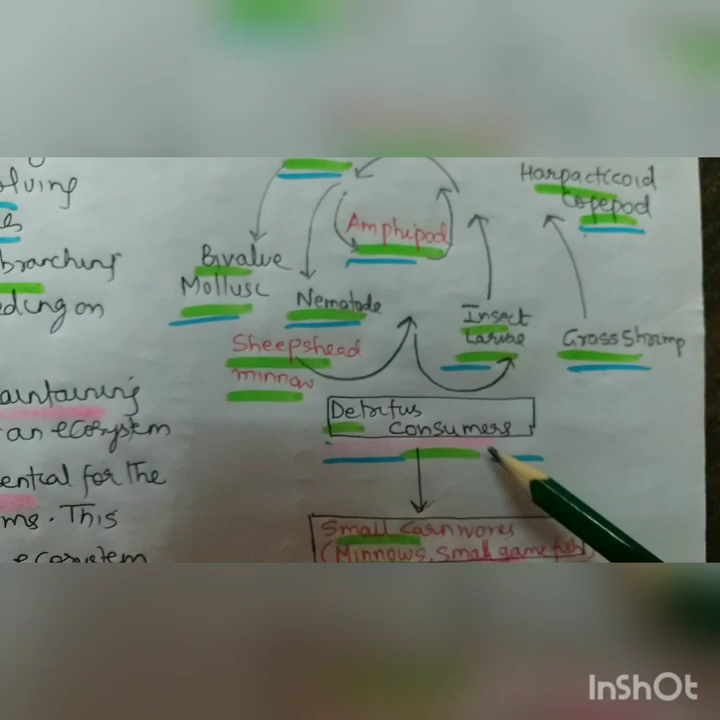 olving
branching
eding on
aintaining
an ecosystem
ential for the
ms. This
ecosystem
Harpacticoid
Copepod
Amphipod
Bivalve
Mollusc
Nematode
Insect
Larvae
Grass Shrimp
Sheepshead
minnow
Detritus
Consumers
Small Carnivores
(Minnows, Small game fish)
InShOt